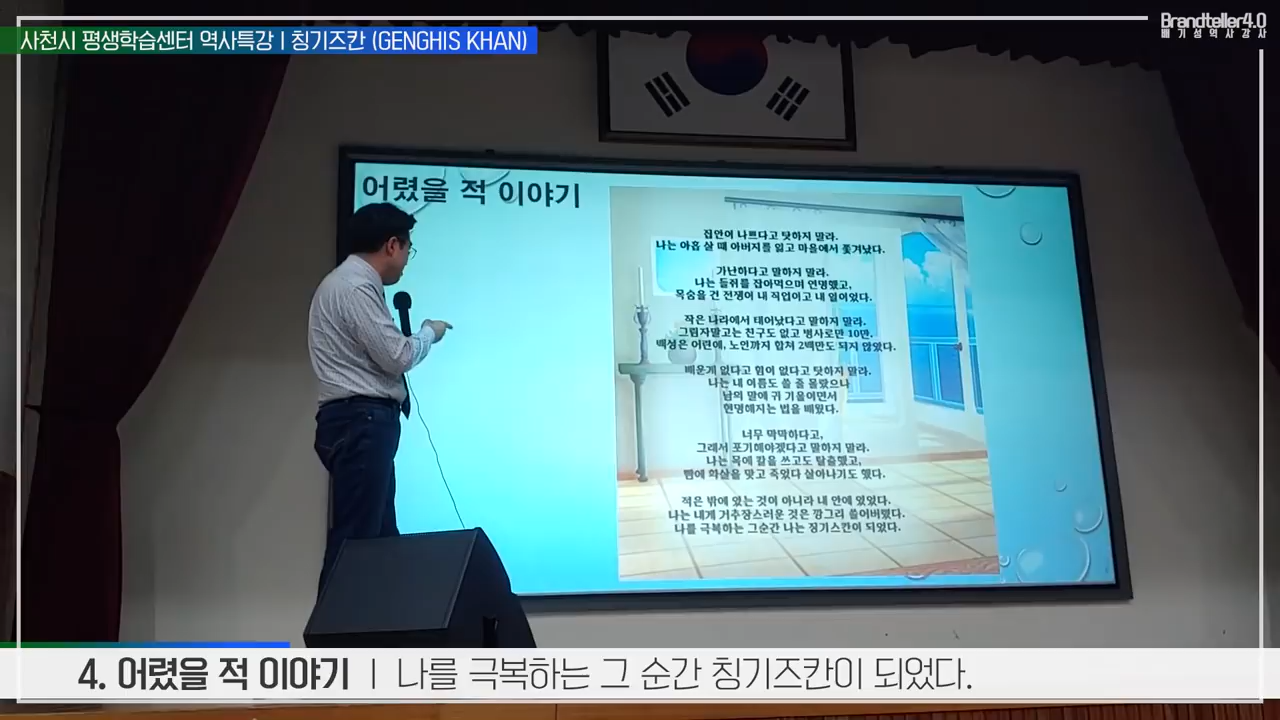 사천시 평생학습센터 역사특강 | 칭기즈칸 (GENGHIS KHAN)
Brandteller4.0
배기성역사강사
어렸을 적 이야기
집안이 나쁘다고 탓하지 말라.
나는 아홉 살 때 아버지를 잃고 마을에서 쫓겨났다.
가난하다고 말하지 말라.
나는 들쥐를 잡아먹으며 연명했고,
목숨을 건 전쟁이 내 직업이고 내 일이었다.
작은 나라에서 태어났다고 말하지 말라.
그림자말고는 친구도 없고 병사로만 10만.
백성은 어린애, 노인까지 합쳐 2백만도 되지 않았다.
배운게 없다고 힘이 없다고 탓하지 말라.
나는 내 이름도 쓸 줄 몰랐으나
남의 말에 귀 기울이면서
현명해지는 법을 배웠다.
너무 막막하다고,
그래서 포기해야겠다고 말하지 말라.
나는 목에 칼을 쓰고도 탈출했고,
뺨에 화살을 맞고 죽었다 살아나기도 했다.
적은 밖에 있는 것이 아니라 내 안에 있었다.
나는 내게 거추장스러운 것은 깡그리 쓸어버렸다.
나를 극복하는 그순간 나는 징기스칸이 되었다.
4. 어렸을 적 이야기 | 나를 극복하는 그 순간 칭기즈칸이 되었다.